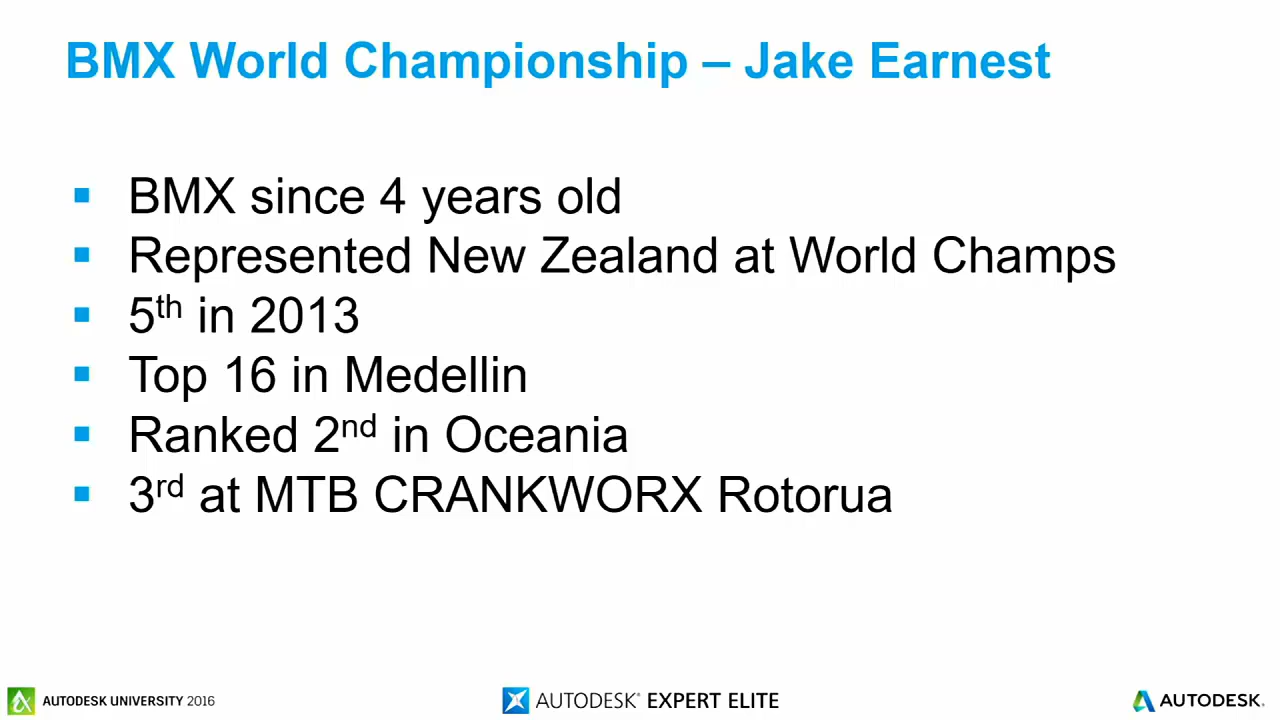 BMX World Championship – Jake Earnest
▪ BMX since 4 years old
▪ Represented New Zealand at World Champs
▪ 5th in 2013
▪ Top 16 in Medellin
▪ Ranked 2nd in Oceania
▪ 3rd at MTB CRANKWORX Rotorua
AUTODESK UNIVERSITY 2016
AUTODESK® EXPERT ELITE
AUTODESK.